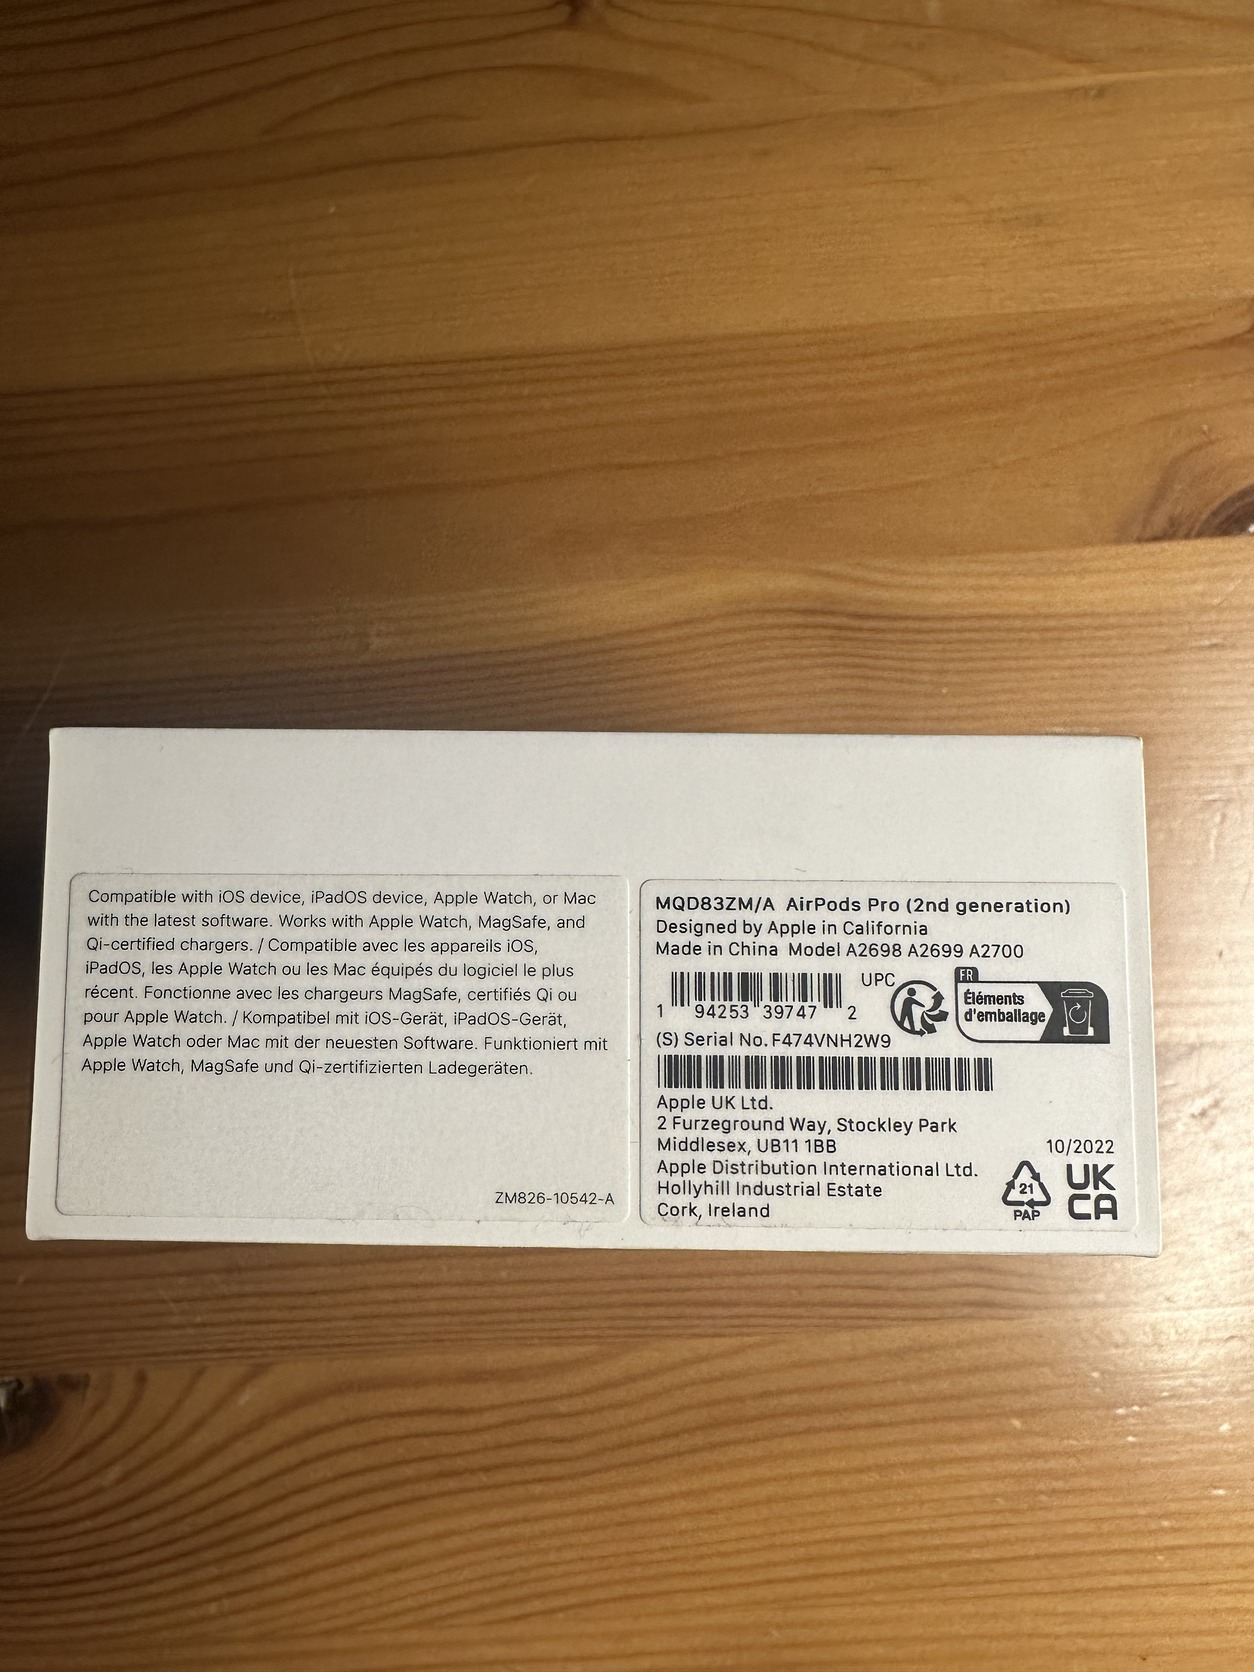 Compatible with iOS device, iPadOS device, Apple Watch, or Mac
with the latest software. Works with Apple Watch, MagSafe, and
Qi-certified chargers. / Compatible avec les appareils iOS,
iPadOS, les Apple Watch ou les Mac équipés du logiciel le plus
récent. Fonctionne avec les chargeurs MagSafe, certifiés Qi ou
pour Apple Watch. / Kompatibel mit iOS-Gerät, iPadOS-Gerät,
Apple Watch oder Mac mit der neuesten Software. Funktioniert mit
Apple Watch, MagSafe und Qi-zertifizierten Ladegeräten.
ZM826-10542-A
MQD83ZM/A AirPods Pro (2nd generation)
Designed by Apple in California
Made in China Model A2698 A2699 A2700
UPC
1 94253 39747 2
FR
Éléments
d'emballage
(S) Serial No. F474VNH2W9
Apple UK Ltd.
2 Furzeground Way, Stockley Park
Middlesex, UB11 1BB
Apple Distribution International Ltd.
Hollyhill Industrial Estate
Cork, Ireland
10/2022
21
PAP
UK
CA